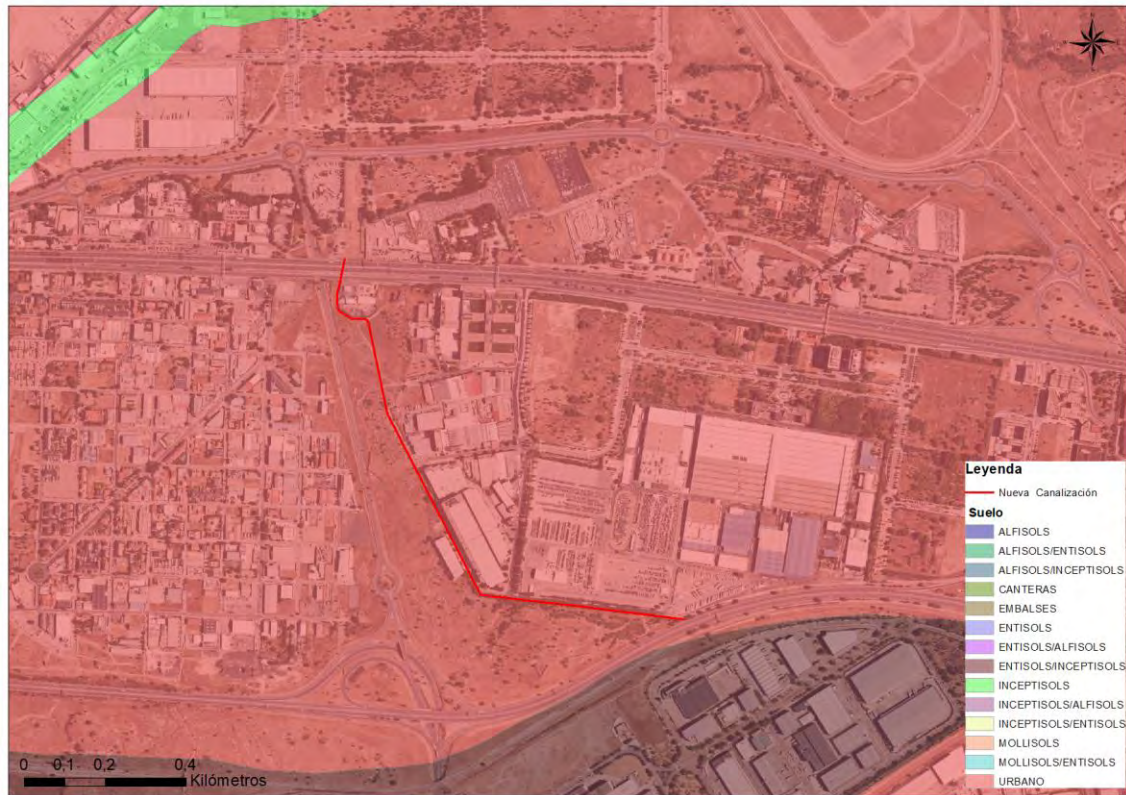 Leyenda
Nueva Canalización
Suelo
ALFISOLS
ALFISOLS/ENTISOLS
ALFISOLS/INCEPTISOLS
CANTERAS
EMBALSES
ENTISOLS
ENTISOLS/ALFISOLS
ENTISOLS/INCEPTISOLS
INCEPTISOLS
INCEPTISOLS/ALFISOLS
INCEPTISOLS/ENTISOLS
MOLLISOLS
MOLLISOLS/ENTISOLS
URBANO
0 0,1 0,2 0,4
Kilómetros